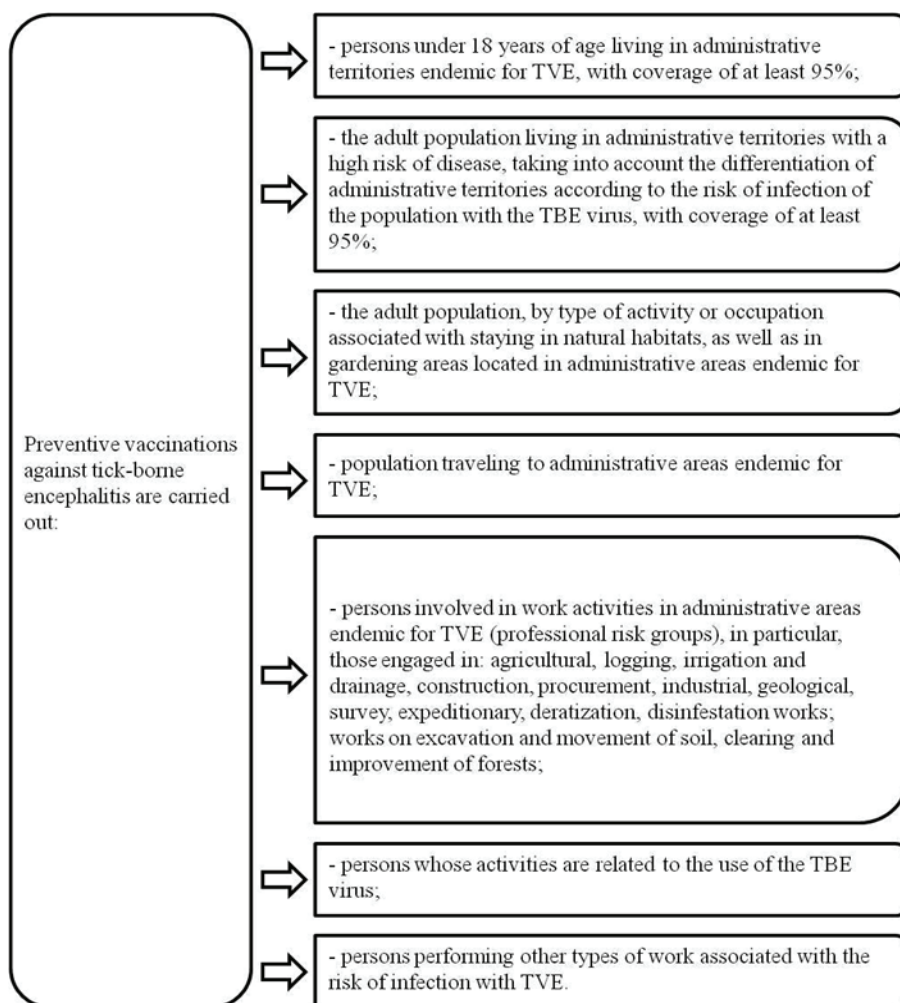 - persons under 18 years of age living in administrative
territories endemic for TVE, with coverage of at least 95%;
- the adult population living in administrative territories with a
high risk of disease, taking into account the differentiation of
administrative territories according to the risk of infection of
the population with the TBE virus, with coverage of at least
95%;
- the adult population, by type of activity or occupation
associated with staying in natural habitats, as well as in
gardening areas located in administrative areas endemic for
TVE;
Preventive vaccinations
against tick-borne
encephalitis are carried
out:
- population traveling to administrative areas endemic for
TVE;
- persons involved in work activities in administrative areas
endemic for TVE (professional risk groups), in particular,
those engaged in: agricultural, logging, irrigation and
drainage, construction, procurement, industrial, geological,
survey, expeditionary, deratization, disinfestation works;
works on excavation and movement of soil, clearing and
improvement of forests;
- persons whose activities are related to the use of the TBE
virus;
- persons performing other types of work associated with the
risk of infection with TVE.